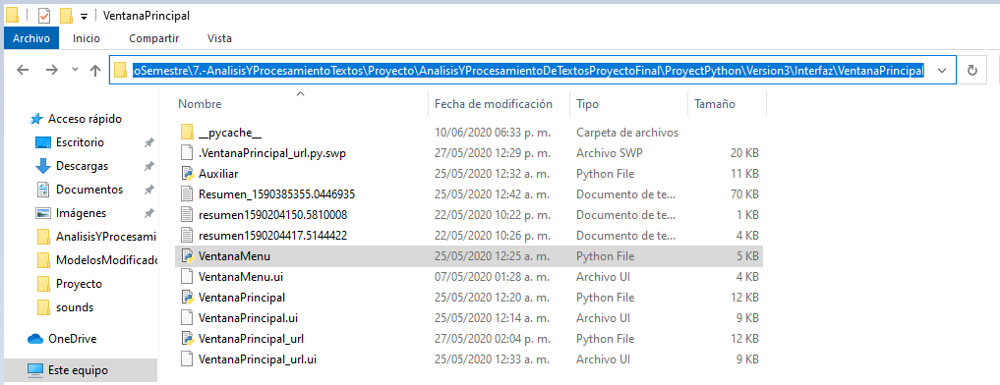 VentanaPrincipal
Archivo Inicio Compartir Vista
oSemestre\7.-AnalisisYProcesamientoTextos\Proyecto\AnalisisYProcesamientoDeTextosProyectoFinal\ProyectPython\Version3\Interfaz\VentanaPrincipal
Nombre Fecha de modificación Tipo Tamaño
Acceso rápido
Escritorio
Descargas
Documentos
Imágenes
AnalisisYProcesami
ModelosModificado
Proyecto
sounds
OneDrive
Este equipo
__pycache__ 10/06/2020 06:33 p. m. Carpeta de archivos
.VentanaPrincipal_url.py.swp 27/05/2020 12:29 p. m. Archivo SWP 20 KB
Auxiliar 25/05/2020 12:32 a. m. Python File 11 KB
Resumen_1590385355.0446935 25/05/2020 12:42 a. m. Documento de te... 70 KB
resumen1590204150.5810008 22/05/2020 10:22 p. m. Documento de te... 1 KB
resumen1590204417.5144422 22/05/2020 10:26 p. m. Documento de te... 4 KB
VentanaMenu 25/05/2020 12:25 a. m. Python File 5 KB
VentanaMenu.ui 07/05/2020 01:28 a. m. Archivo UI 4 KB
VentanaPrincipal 25/05/2020 12:20 a. m. Python File 12 KB
VentanaPrincipal.ui 25/05/2020 12:14 a. m. Archivo UI 9 KB
VentanaPrincipal_url 27/05/2020 02:04 p. m. Python File 12 KB
VentanaPrincipal_url.ui 25/05/2020 12:33 a. m. Archivo UI 9 KB